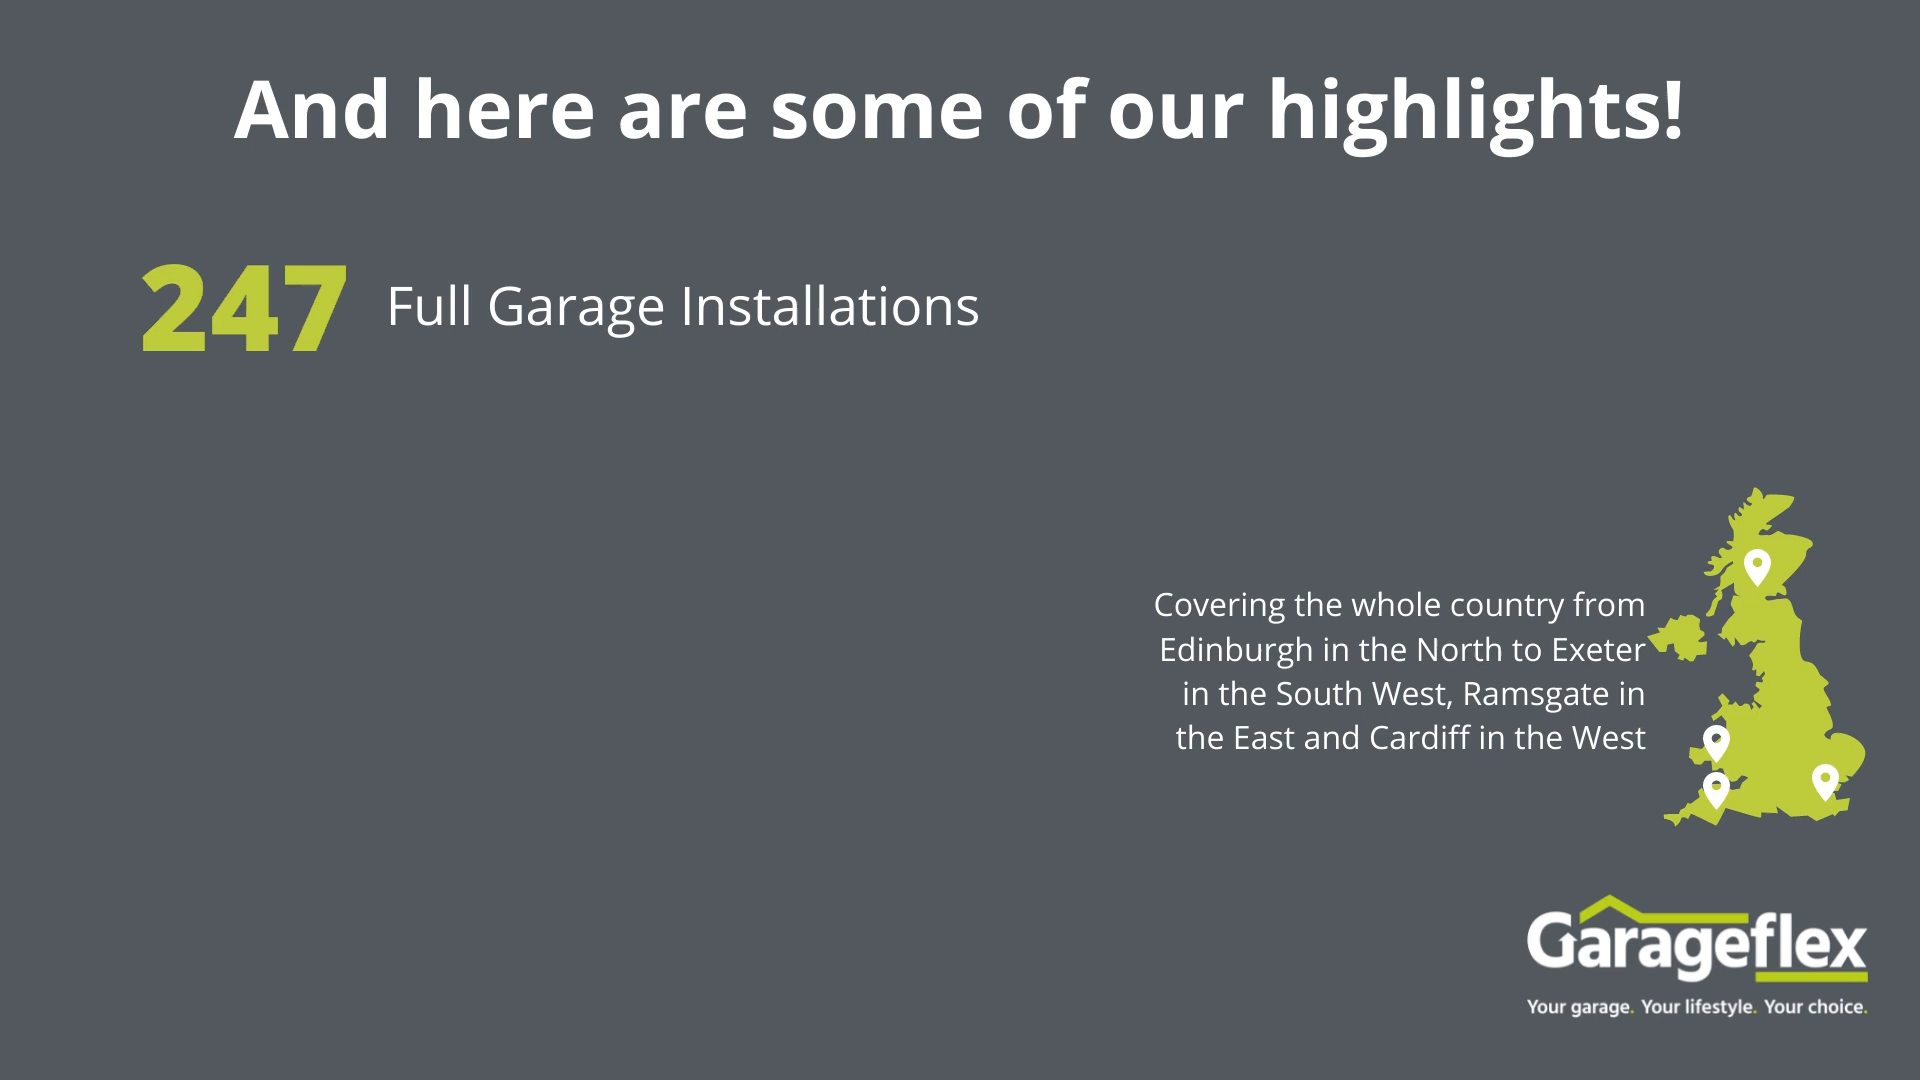 And here are some of our highlights!
247 Full Garage Installations
Covering the whole country from
Edinburgh in the North to Exeter
in the South West, Ramsgate in
the East and Cardiff in the West
Garageflex
Your garage. Your lifestyle. Your choice.